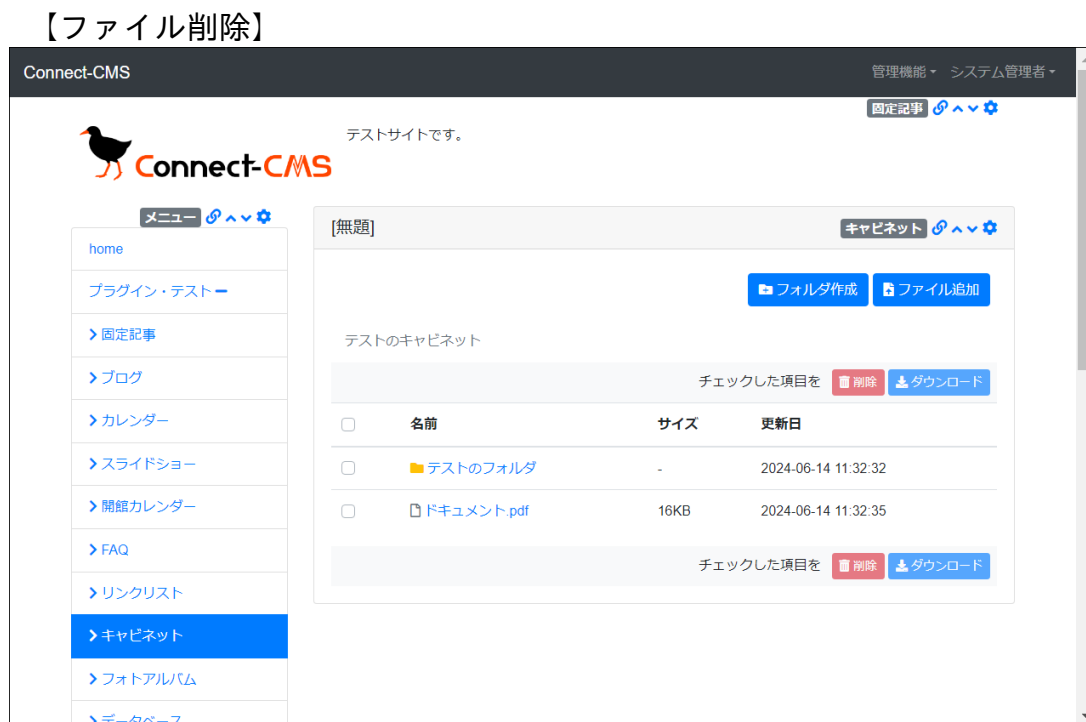 【ファイル削除】
Connect-CMS 管理機能 システム管理者
固定記事
テストサイトです。
Connect-CMS
メニュー
home
プラグイン・テスト
固定記事
ブログ
カレンダー
スライドショー
開館カレンダー
FAQ
リンクリスト
キャビネット
フォトアルバム
データベース
[無題] キャビネット
フォルダ作成 ファイル追加
テストのキャビネット
チェックした項目を 削除 ダウンロード
名前 サイズ 更新日
テストのフォルダ - 2024-06-14 11:32:32
ドキュメント.pdf 16KB 2024-06-14 11:32:35
チェックした項目を 削除 ダウンロード